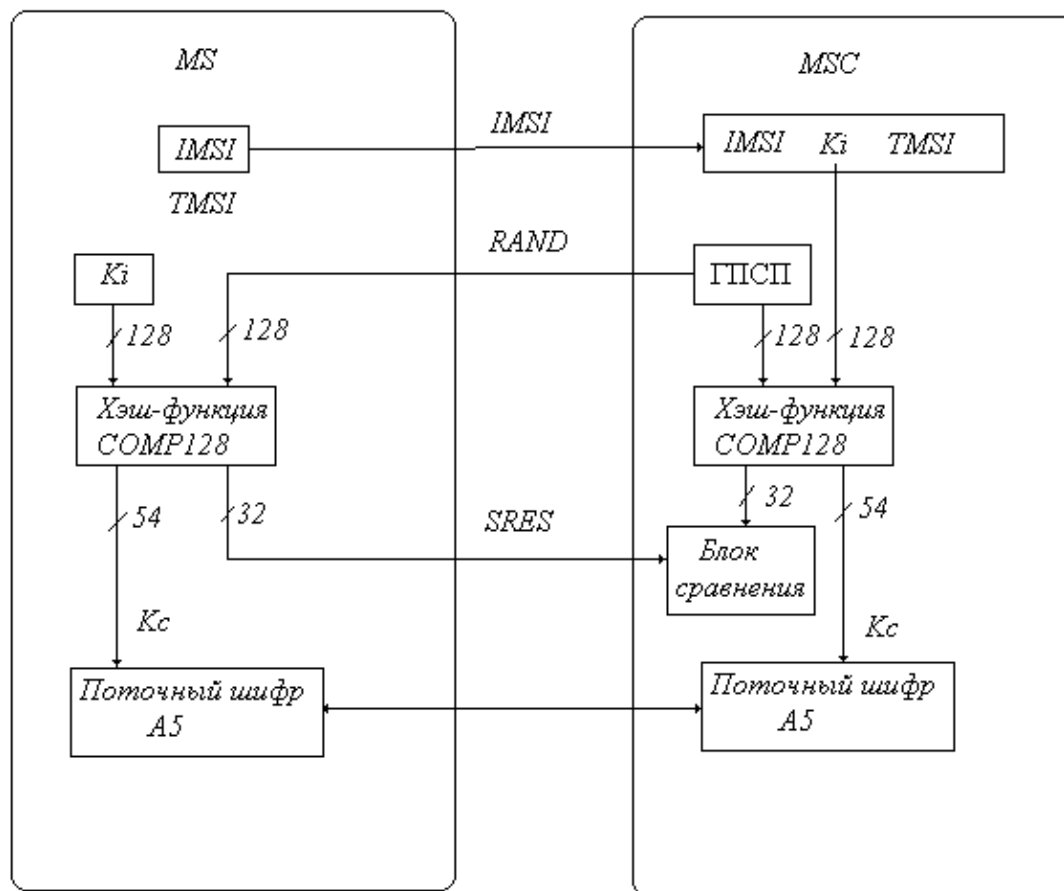 MS
MSC
IMSI
IMSI
IMSI Ki TMSI
TMSI
RAND
Ki
ГПСП
128
128
128
128
Хэш-функция
COMP128
Хэш-функция
COMP128
54
32
32
54
SRES
Блок
сравнения
Kc
Kc
Поточный шифр
A5
Поточный шифр
A5